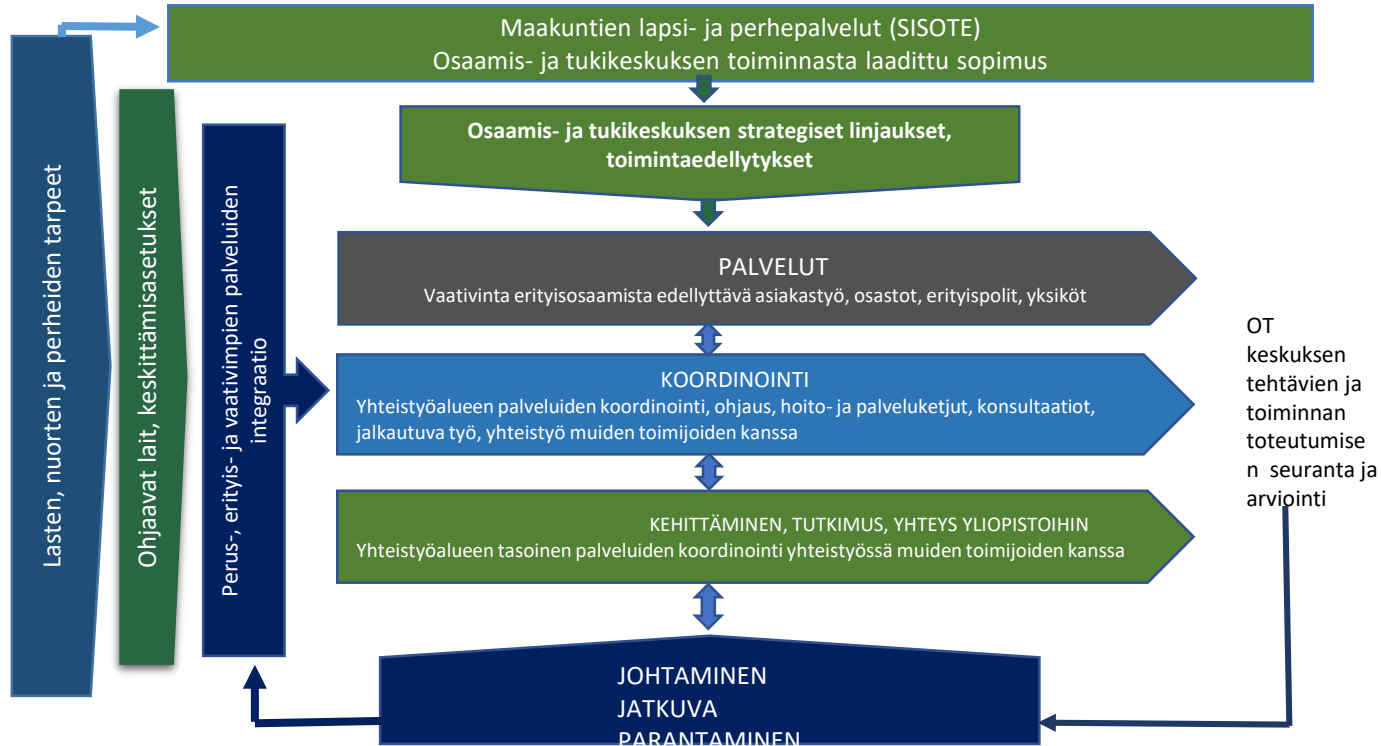 Maakuntien lapsi- ja perhepalvelut (SISOTE)
Osaamis- ja tukikeskuksen toiminnasta laadittu sopimus
Osaamis- ja tukikeskuksen strategiset linjaukset,
toimintaedellytykset
Lasten, nuorten ja perheiden tarpeet
Ohjaavat lait, keskittämisasetukset
Perus-, erityis- ja vaativimpien palveluiden
integraatio
PALVELUT
Vaativinta erityisosaamista edellyttävä asiakastyö, osastot, erityispolit, yksiköt
KOORDINOINTI
Yhteistyöalueen palveluiden koordinointi, ohjaus, hoito- ja palveluketjut, konsultaatiot,
jalkautuva työ, yhteistyö muiden toimijoiden kanssa
KEHITTÄMINEN, TUTKIMUS, YHTEYS YLIOPISTOIHIN
Yhteistyöalueen tasoinen palveluiden koordinointi yhteistyössä muiden toimijoiden kanssa
OT
keskuksen
tehtävien ja
toiminnan
toteutumise
n seuranta ja
arviointi
JOHTAMINEN
JATKUVA
PARANTAMINEN